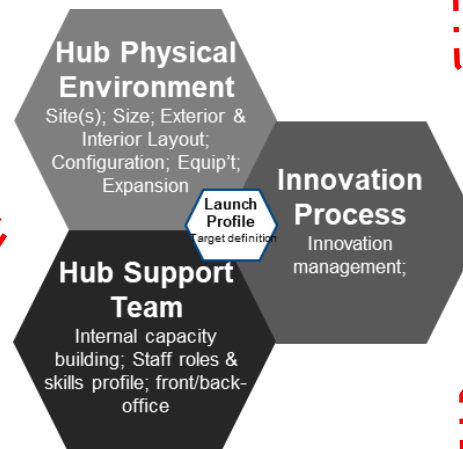 Hub Physical
Environment
Site(s); Size; Exterior &
Interior Layout;
Configuration; Equip't;
Expansion
Innovation
Process
Innovation
management;
Launch
Profile
Target definition
Hub Support
Team
Internal capacity
building; Staff roles &
skills profile; front/back-
office